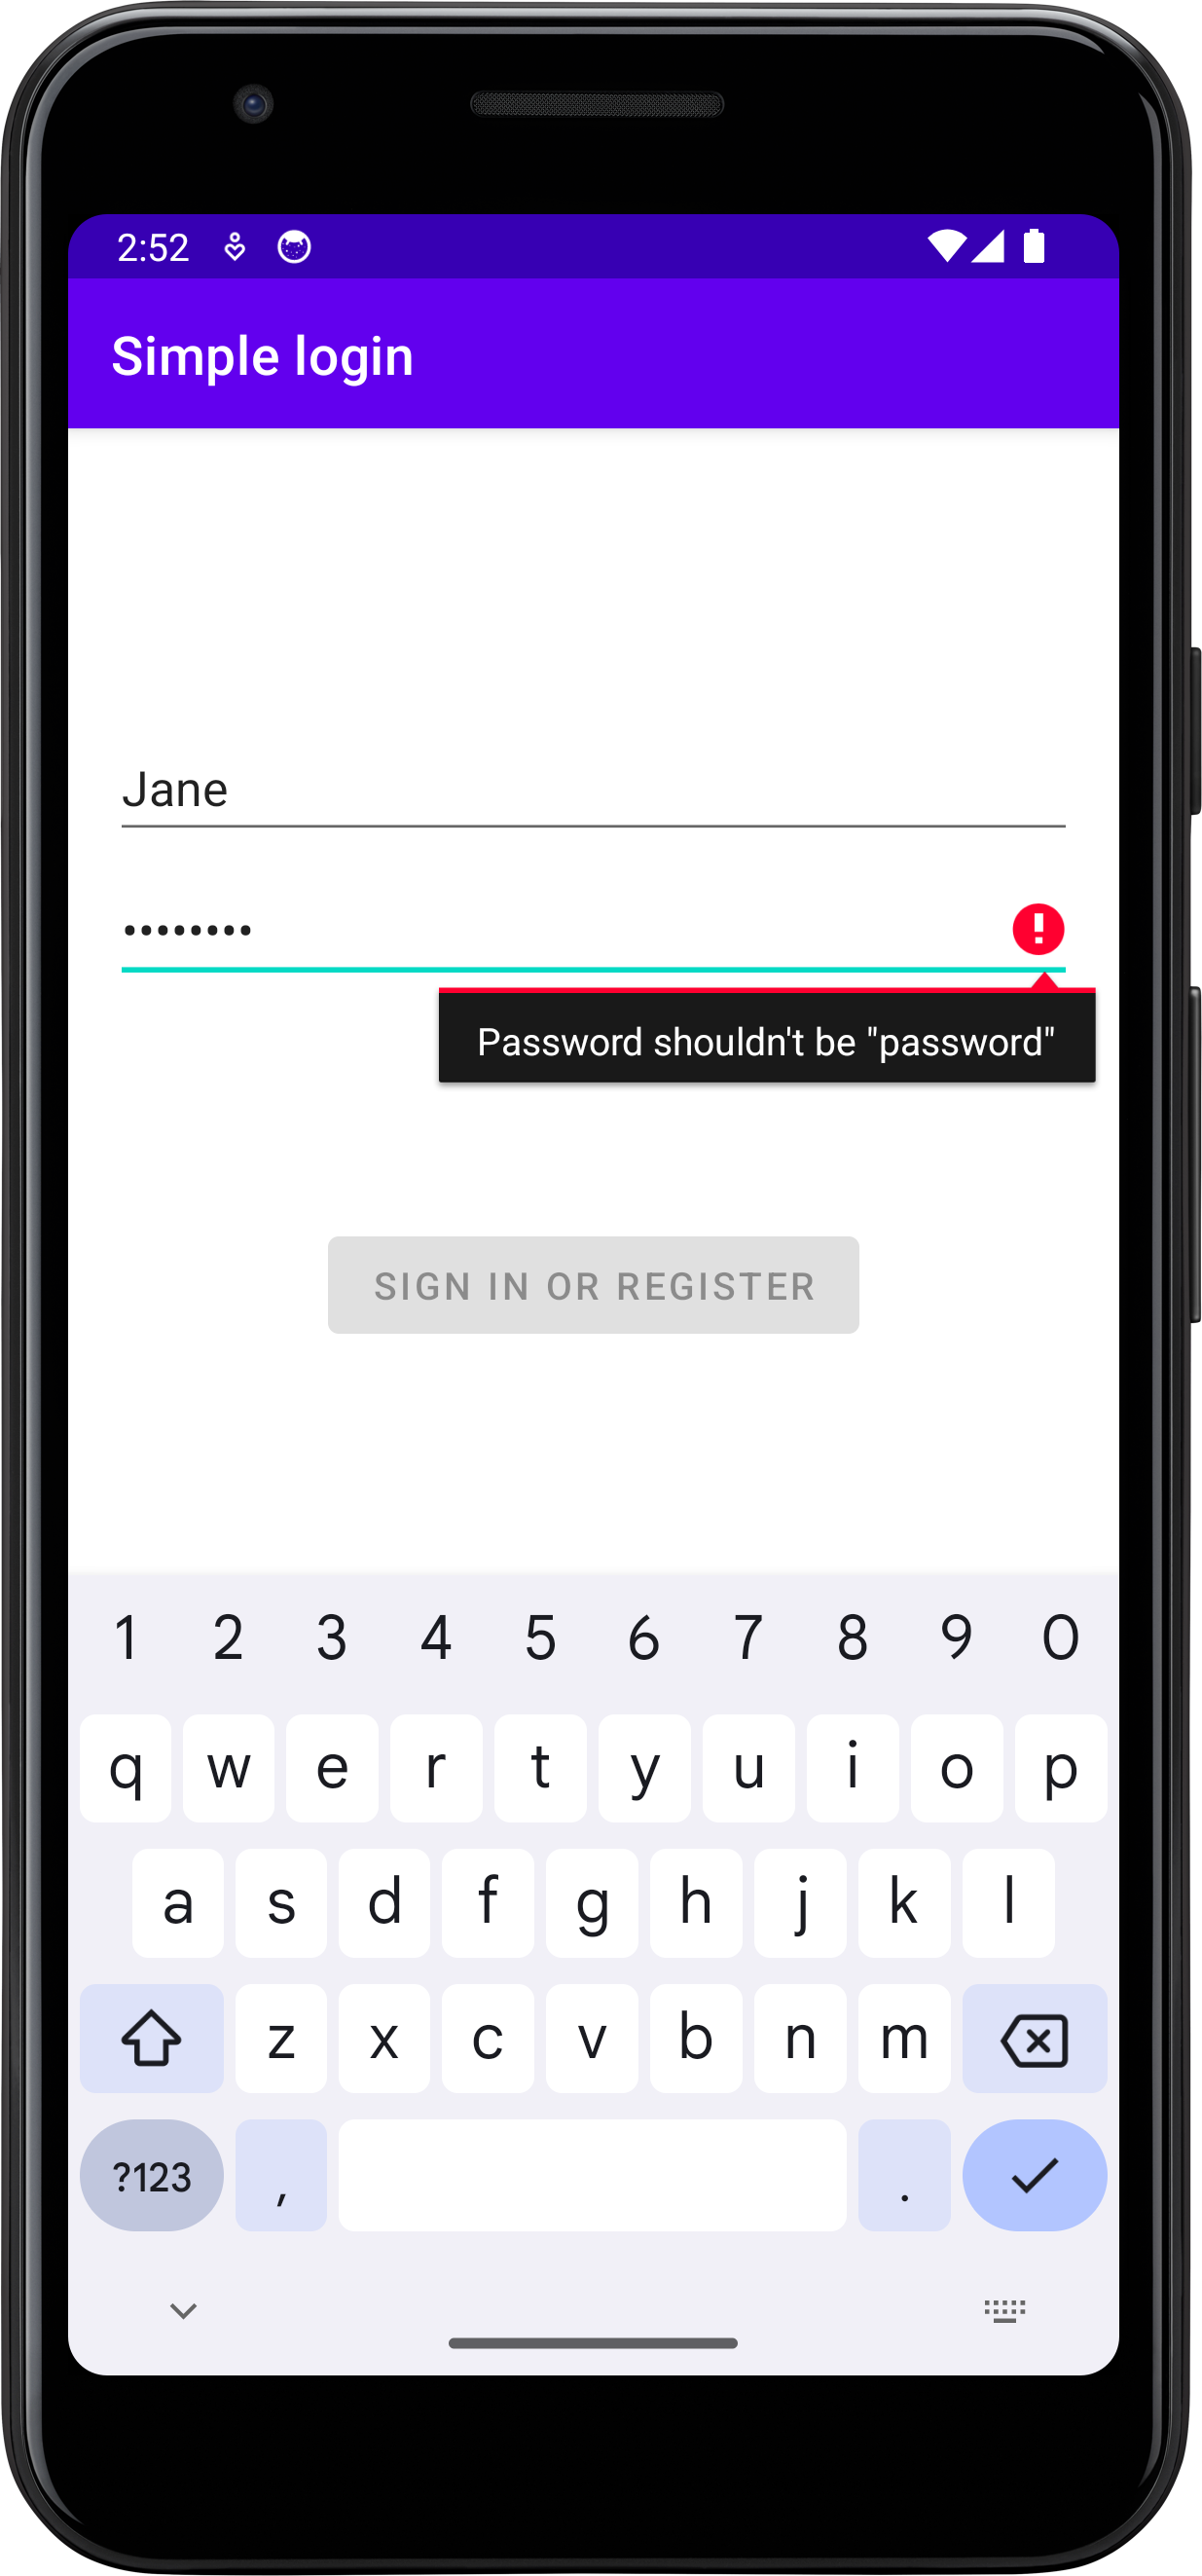 2:52
Simple login
Jane
••••••••
Password shouldn't be "password"
SIGN IN OR REGISTER
1 2 3 4 5 6 7 8 9 0
q w e r t y u i o p
a s d f g h j k l
z x c v b n m
?123 , .